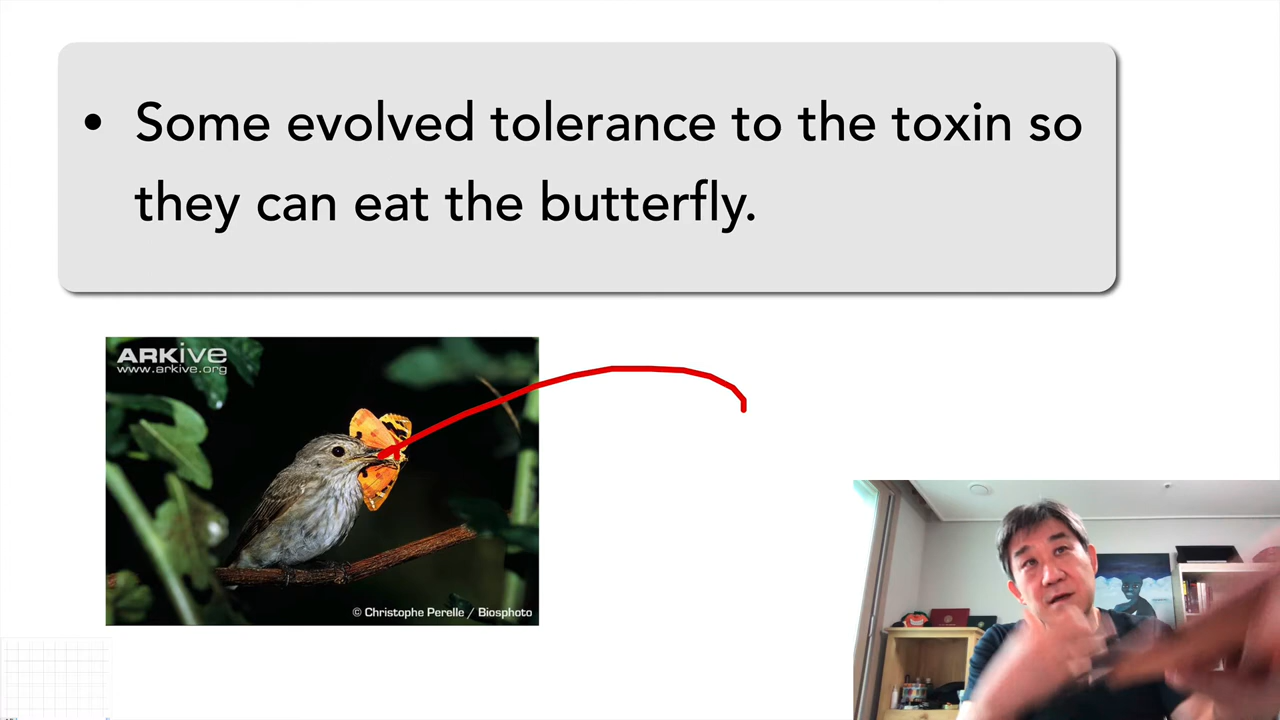 • Some evolved tolerance to the toxin so
they can eat the butterfly.
ARKive
www.arkive.org
© Christophe Perelle / Biosphoto